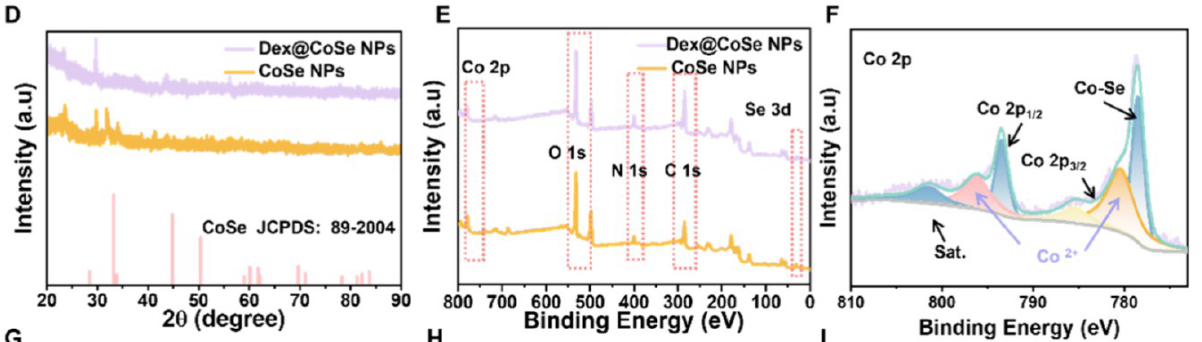 D
Dex@CoSe NPs
CoSe NPs
CoSe JCPDS: 89-2004
Intensity (a.u)
20 30 40 50 60 70 80 90
2θ (degree)
E
Dex@CoSe NPs
CoSe NPs
Co 2p
Se 3d
O 1s
N 1s
C 1s
Intensity (a.u)
800 700 600 500 400 300 200 100 0
Binding Energy (eV)
F
Co 2p
Co-Se
Co 2p1/2
Co 2p3/2
Sat.
Co 2+
Intensity (a.u)
810 800 790 780
Binding Energy (eV)
G
H